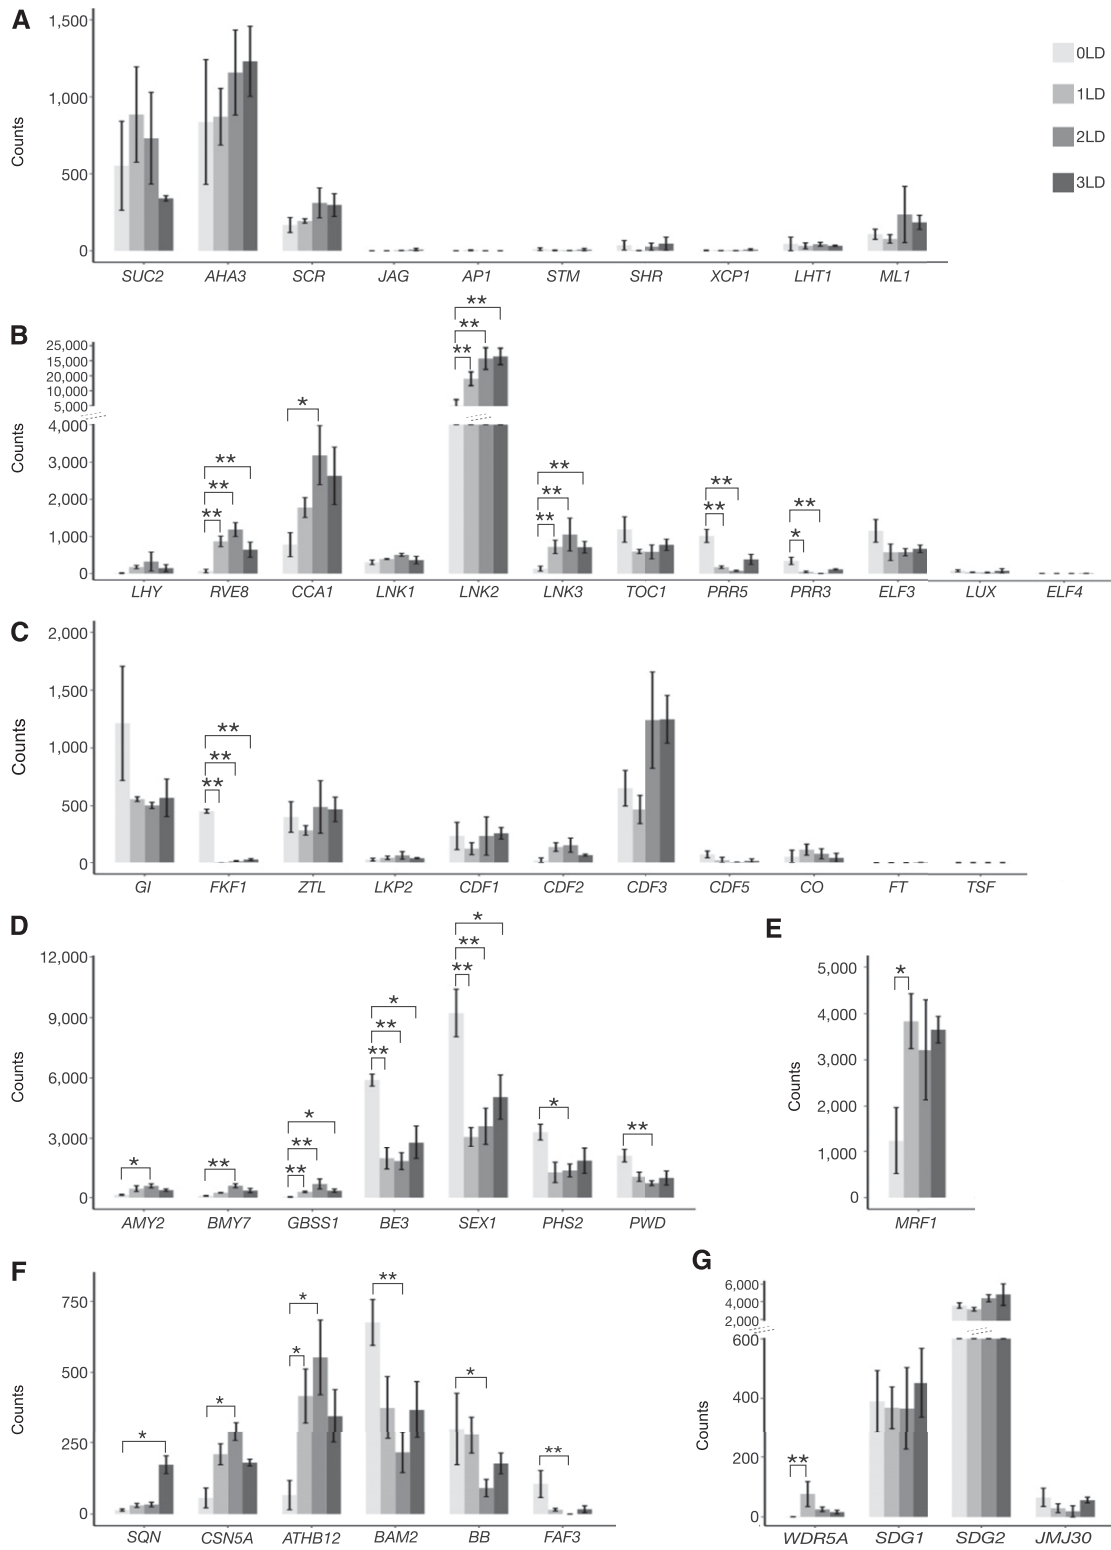 A
1,500
1,000
500
0
Counts
SUC2 AHA3 SCR JAG AP1 STM SHR XCP1 LHT1 ML1
0LD
1LD
2LD
3LD
B
25,000
15,000
20,000
10,000
5,000
4,000
3,000
2,000
1,000
0
Counts
** ** **
* ** ** **
** ** **
** **
* **
LHY RVE8 CCA1 LNK1 LNK2 LNK3 TOC1 PRR5 PRR3 ELF3 LUX ELF4
C
2,000
1,500
1,000
500
0
Counts
** ** **
GI FKF1 ZTL LKP2 CDF1 CDF2 CDF3 CDF5 CO FT TSF
D
12,000
9,000
6,000
3,000
0
Counts
* ** ** ** *
** ** *
** ** *
* **
AMY2 BMY7 GBSS1 BE3 SEX1 PHS2 PWD
E
5,000
4,000
3,000
2,000
1,000
0
Counts
*
MRF1
F
750
500
250
0
Counts
* * * * ** * **
SQN CSN5A ATHB12 BAM2 BB FAF3
G
6,000
4,000
2,000
600
400
200
0
Counts
**
WDR5A SDG1 SDG2 JMJ30